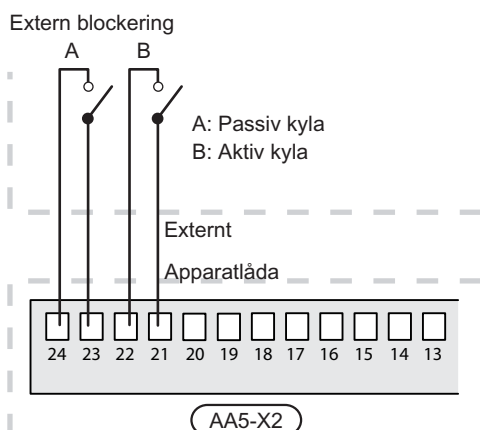 Extern blockering
A B
A: Passiv kyla
B: Aktiv kyla
Externt
Apparatlåda
24 23 22 21 20 19 18 17 16 15 14 13
AA5-X2